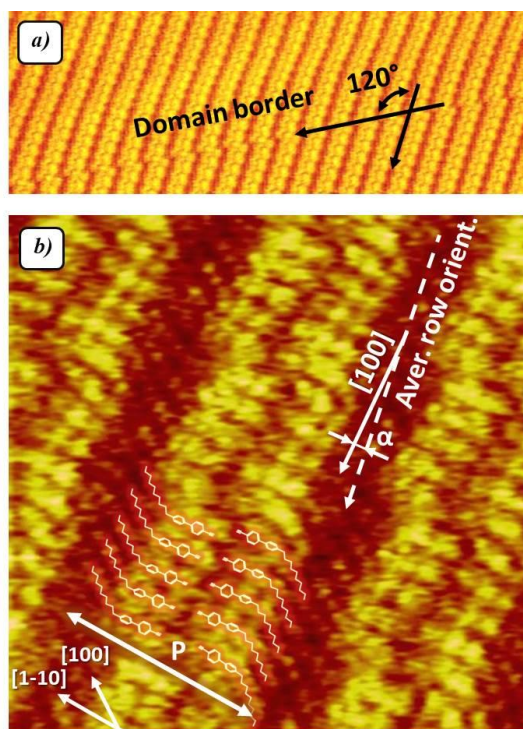 a)
120°
Domain border
b)
Aver. row orient.
[100]
α
P
[100]
[1-10]